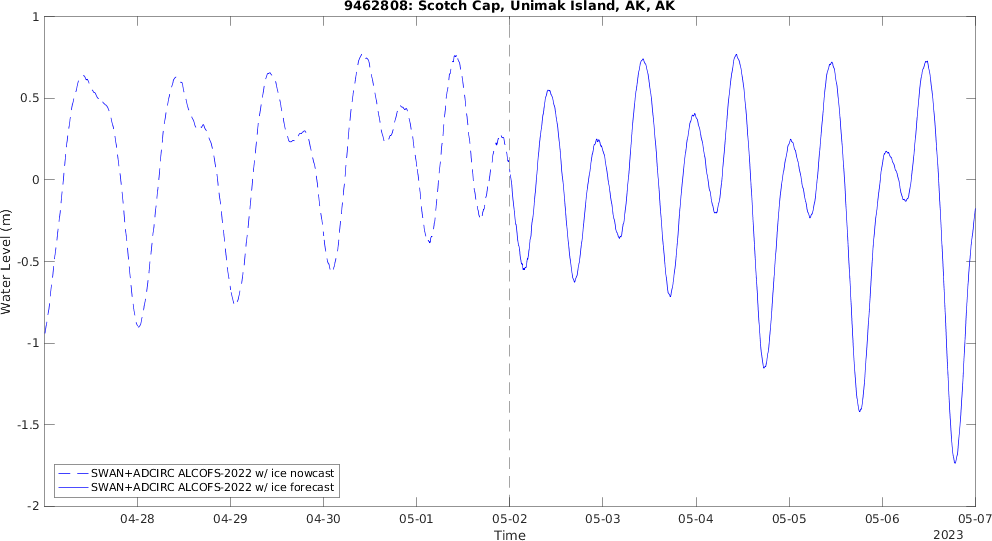 9462808: Scotch Cap, Unimak Island, AK, AK
1
0.5
0
-0.5
-1
-1.5
-2
Water Level (m)
SWAN+ADCIRC ALCOFS-2022 w/ ice nowcast
SWAN+ADCIRC ALCOFS-2022 w/ ice forecast
04-28 04-29 04-30 05-01 05-02 05-03 05-04 05-05 05-06 05-07
Time
2023